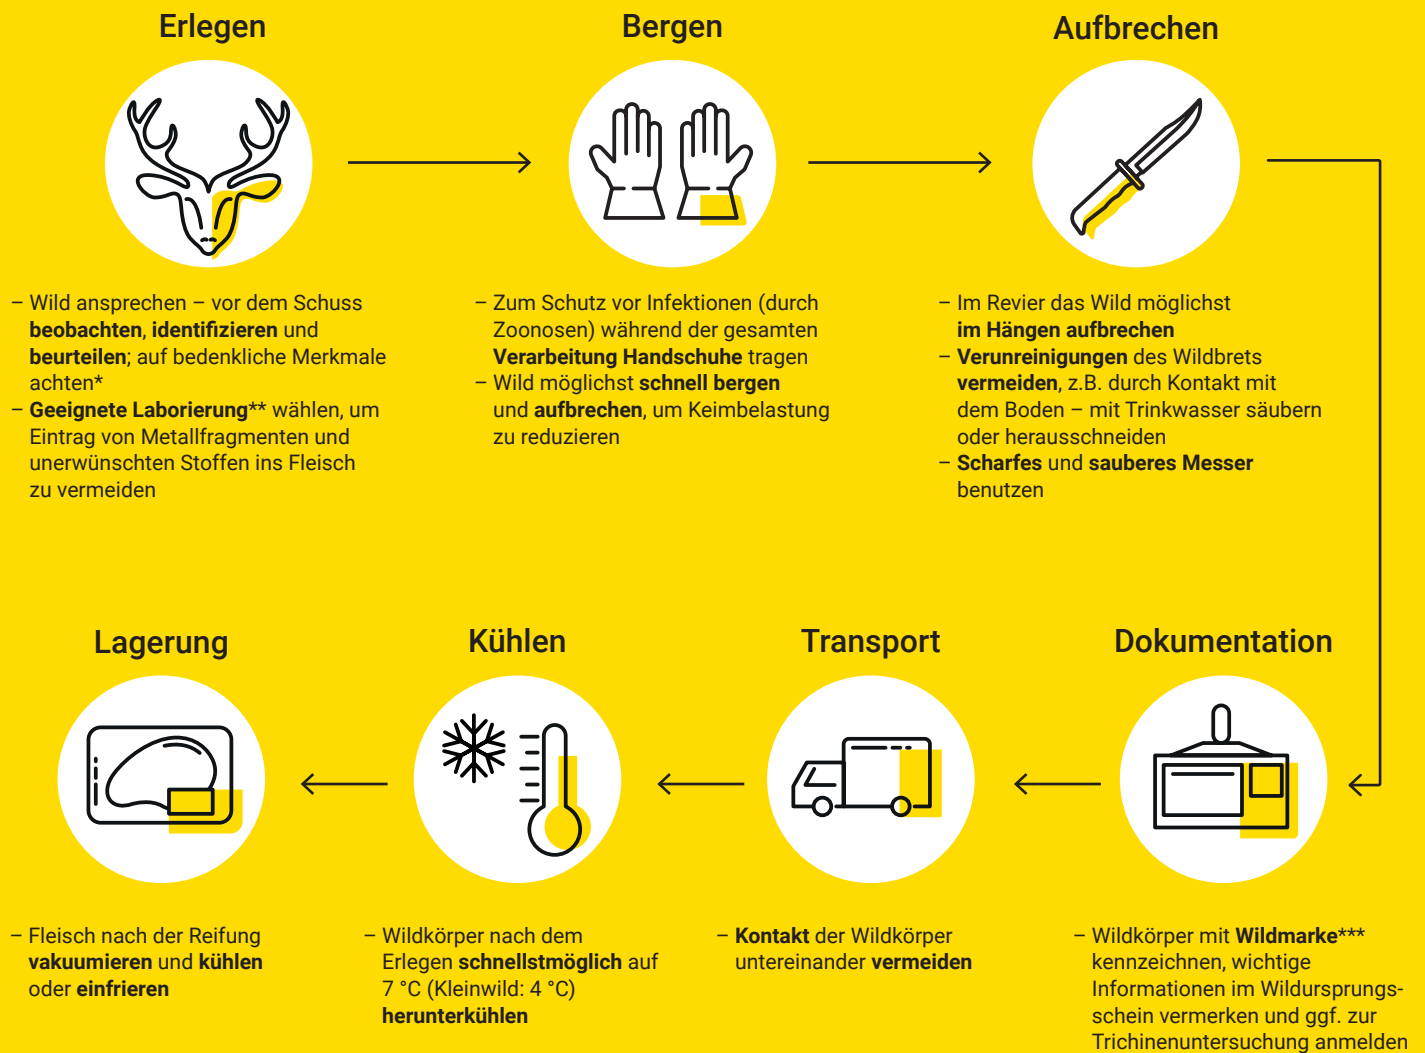 Erlegen
– Wild ansprechen – vor dem Schuss
beobachten, identifizieren und
beurteilen; auf bedenkliche Merkmale
achten*
– Geeignete Laborierung** wählen, um
Eintrag von Metallfragmenten und
unerwünschten Stoffen ins Fleisch
zu vermeiden
Bergen
– Zum Schutz vor Infektionen (durch
Zoonosen) während der gesamten
Verarbeitung Handschuhe tragen
– Wild möglichst schnell bergen
und aufbrechen, um Keimbelastung
zu reduzieren
Aufbrechen
– Im Revier das Wild möglichst
im Hängen aufbrechen
– Verunreinigungen des Wildbrets
vermeiden, z.B. durch Kontakt mit
dem Boden – mit Trinkwasser säubern
oder herausschneiden
– Scharfes und sauberes Messer
benutzen
Dokumentation
– Wildkörper mit Wildmarke***
kennzeichnen, wichtige
Informationen im Wildursprungs-
schein vermerken und ggf. zur
Trichinenuntersuchung anmelden
Transport
– Kontakt der Wildkörper
untereinander vermeiden
Kühlen
– Wildkörper nach dem
Erlegen schnellstmöglich auf
7 °C (Kleinwild: 4 °C)
herunterkühlen
Lagerung
– Fleisch nach der Reifung
vakuumieren und kühlen
oder einfrieren